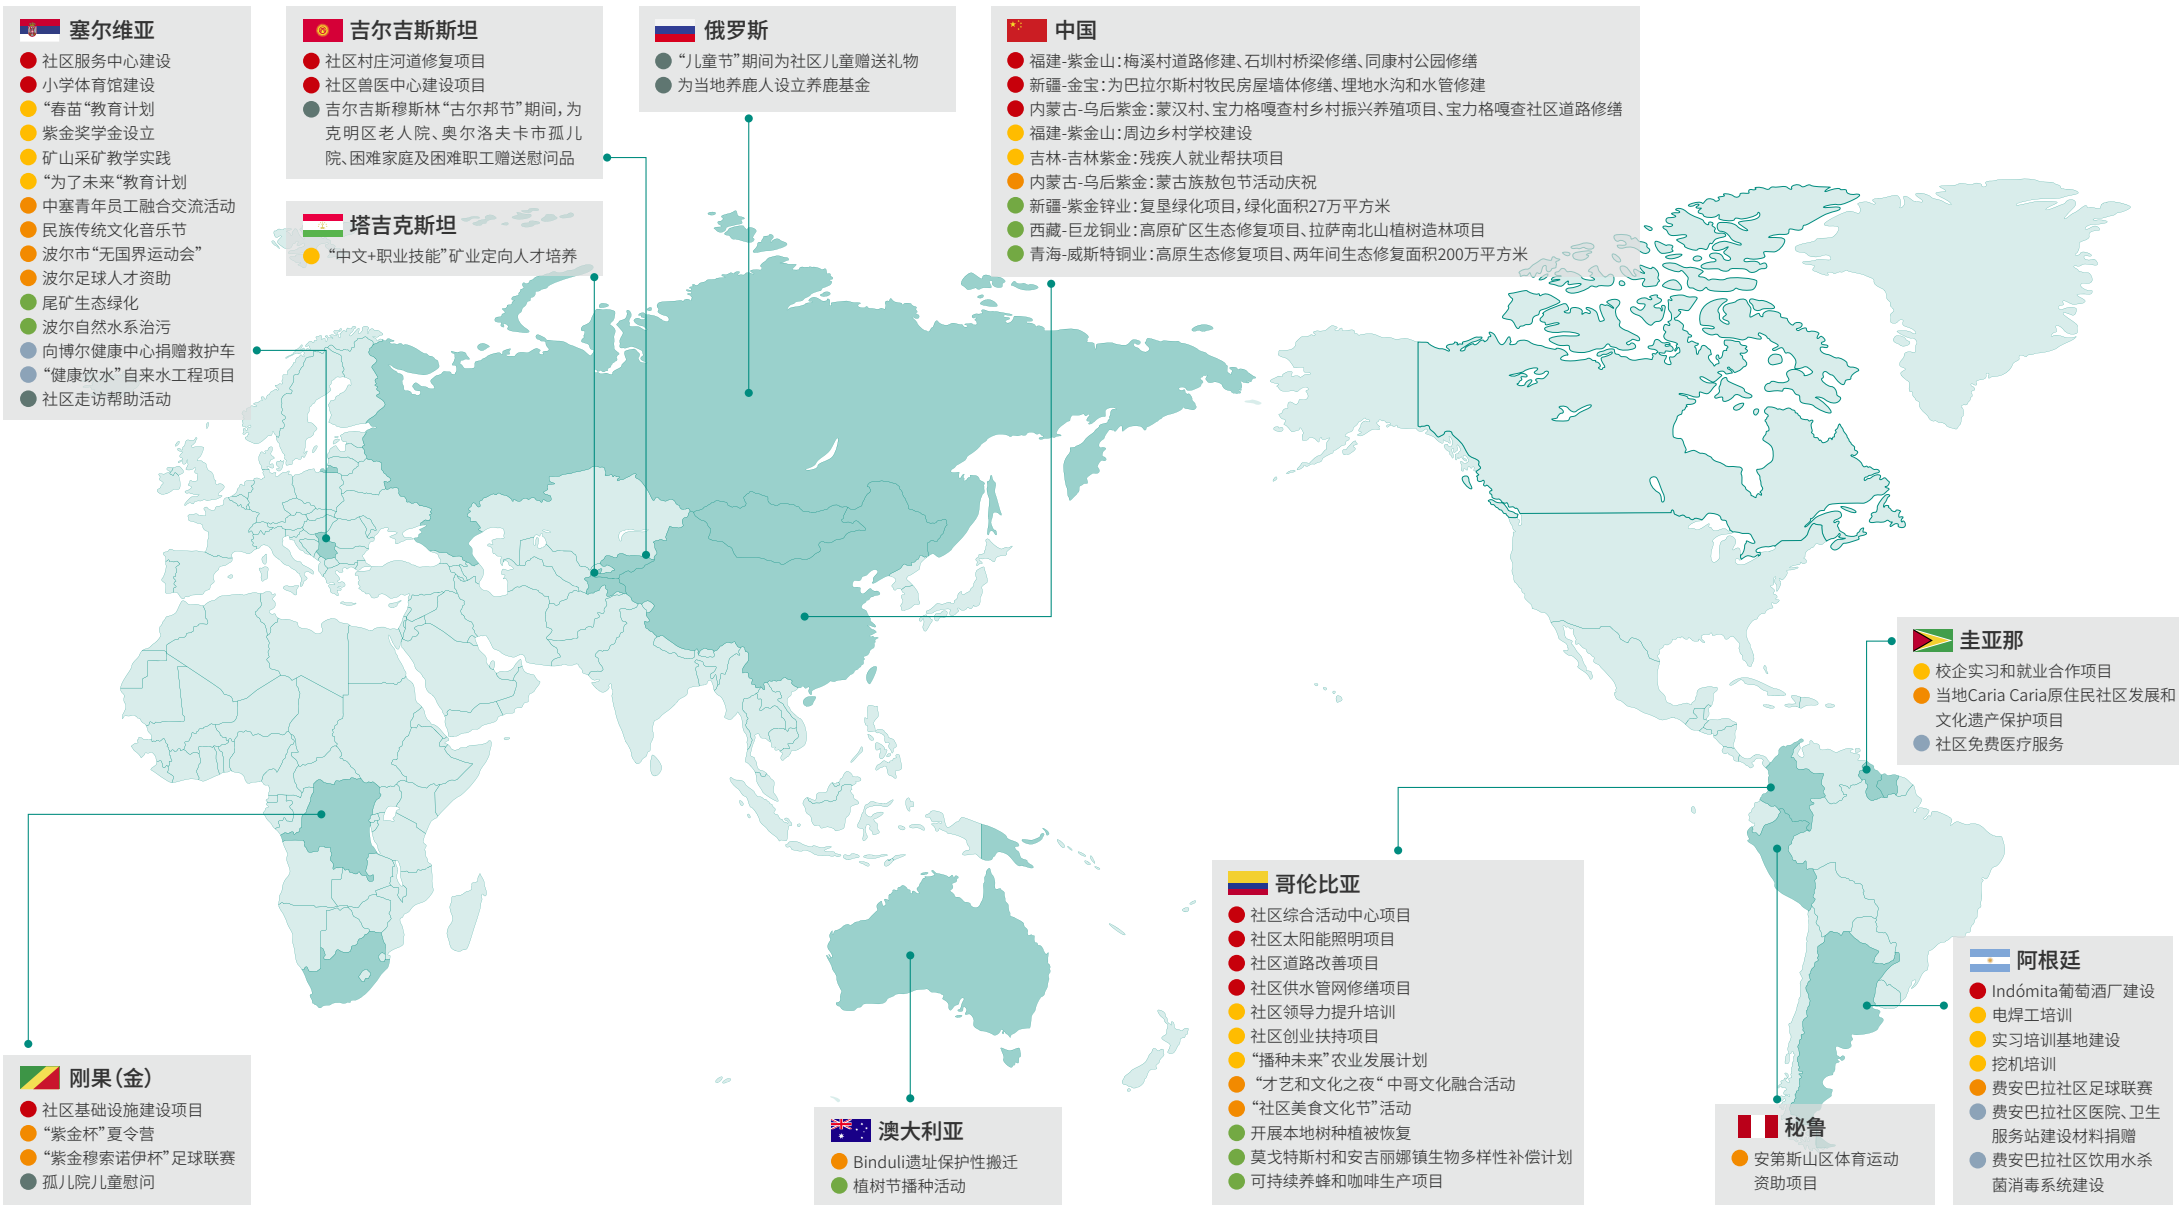 塞尔维亚
社区服务中心建设
小学体育馆建设
“春苗“教育计划
紫金奖学金设立
矿山采矿教学实践
“为了未来“教育计划
中塞青年员工融合交流活动
民族传统文化音乐节
波尔市“无国界运动会”
波尔足球人才资助
尾矿生态绿化
波尔自然水系治污
向博尔健康中心捐赠救护车
“健康饮水”自来水工程项目
社区走访帮助活动
吉尔吉斯斯坦
社区村庄河道修复项目
社区兽医中心建设项目
吉尔吉斯穆斯林“古尔邦节”期间，为
克明区老人院、奥尔洛夫卡市孤儿
院、困难家庭及困难职工赠送慰问品
塔吉克斯坦
“中文+职业技能”矿业定向人才培养
俄罗斯
“儿童节”期间为社区儿童赠送礼物
为当地养鹿人设立养鹿基金
中国
福建-紫金山：梅溪村道路修建、石圳村桥梁修缮、同康村公园修缮
新疆-金宝：为巴拉尔斯村牧民房屋墙体修缮、埋地水沟和水管修建
内蒙古-乌后紫金：蒙汉村、宝力格嘎查村乡村振兴养殖项目、宝力格嘎查社区道路修缮
福建-紫金山：周边乡村学校建设
吉林-吉林紫金：残疾人就业帮扶项目
内蒙古-乌后紫金：蒙古族敖包节活动庆祝
新疆-紫金锌业：复垦绿化项目，绿化面积27万平方米
西藏-巨龙铜业：高原矿区生态修复项目、拉萨南北山植树造林项目
青海-威斯特铜业：高原生态修复项目、两年间生态修复面积200万平方米
圭亚那
校企实习和就业合作项目
当地Caria Caria原住民社区发展和
文化遗产保护项目
社区免费医疗服务
哥伦比亚
社区综合活动中心项目
社区太阳能照明项目
社区道路改善项目
社区供水管网修缮项目
社区领导力提升培训
社区创业扶持项目
“播种未来”农业发展计划
“才艺和文化之夜“中哥文化融合活动
“社区美食文化节”活动
开展本地树种植被恢复
莫戈特斯村和安吉丽娜镇生物多样性补偿计划
可持续养蜂和咖啡生产项目
阿根廷
Indómita葡萄酒厂建设
电焊工培训
实习培训基地建设
挖机培训
费安巴拉社区足球联赛
费安巴拉社区医院、卫生
服务站建设材料捐赠
费安巴拉社区饮用水杀
菌消毒系统建设
刚果（金）
社区基础设施建设项目
“紫金杯”夏令营
“紫金穆索诺伊杯”足球联赛
孤儿院儿童慰问
澳大利亚
Binduli遗址保护性搬迁
植树节播种活动
秘鲁
安第斯山区体育运动
资助项目